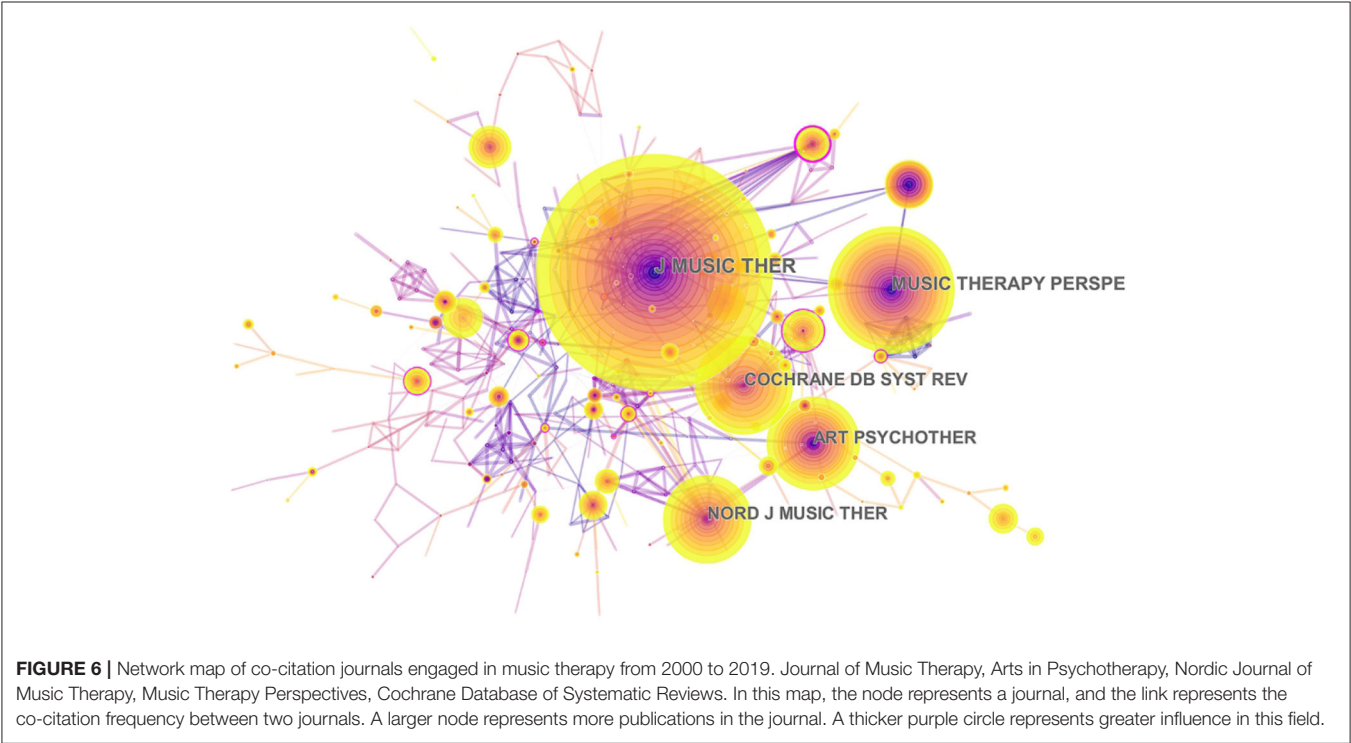 J MUSIC THER
MUSIC THERAPY PERSPE
COCHRANE DB SYST REV
ART PSYCHOTHER
NORD J MUSIC THER
FIGURE 6 | Network map of co-citation journals engaged in music therapy from 2000 to 2019. Journal of Music Therapy, Arts in Psychotherapy, Nordic Journal of
Music Therapy, Music Therapy Perspectives, Cochrane Database of Systematic Reviews. In this map, the node represents a journal, and the link represents the
co-citation frequency between two journals. A larger node represents more publications in the journal. A thicker purple circle represents greater influence in this field.